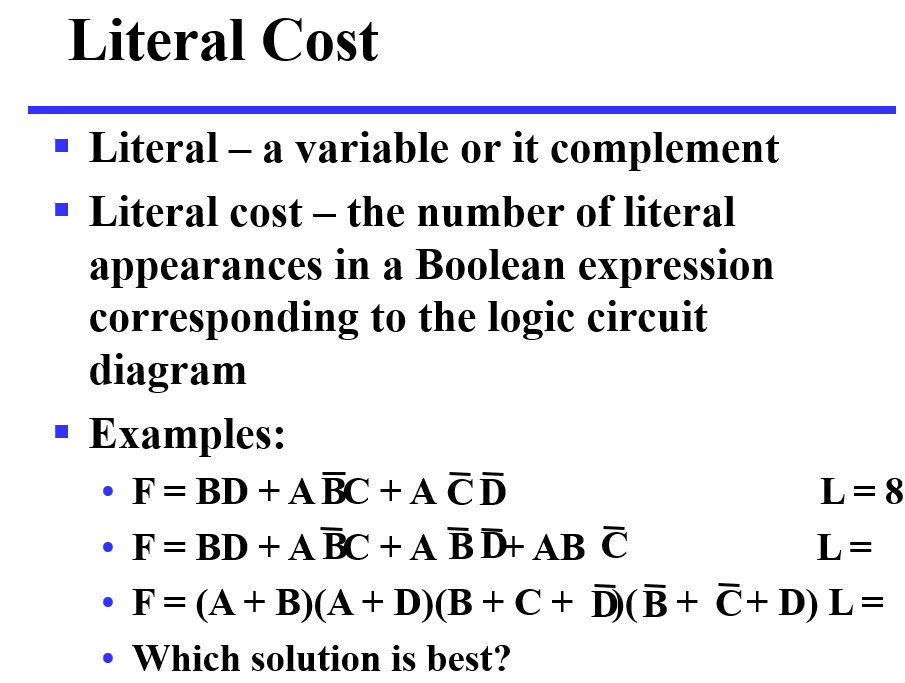 Literal Cost
▪ Literal – a variable or it complement
▪ Literal cost – the number of literal
appearances in a Boolean expression
corresponding to the logic circuit
diagram
▪ Examples:
• F = BD + A B̅C + A C̅ D̅ L = 8
• F = BD + A B̅C + A B̅ D̅+ AB C̅ L =
• F = (A + B)(A + D)(B + C + D̅)( B̅ + C̅+ D) L =
• Which solution is best?